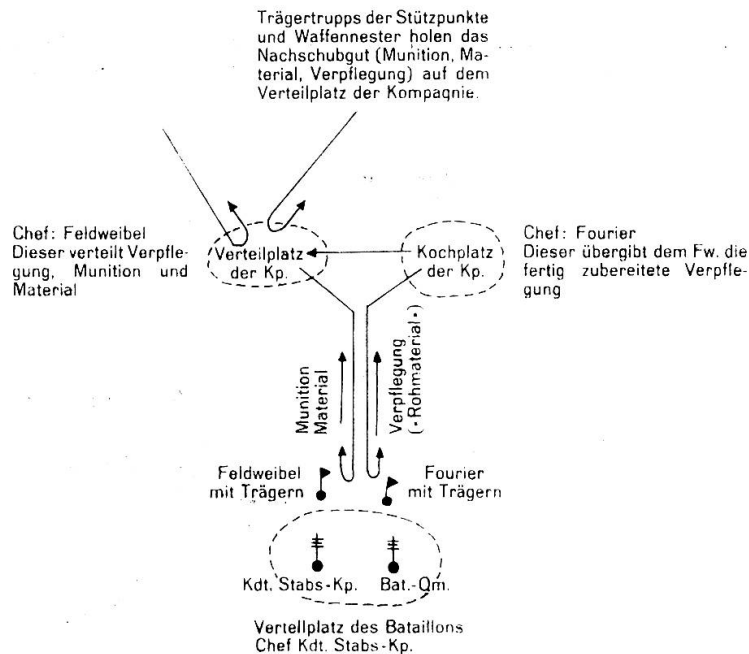 Trägertrupps der Stützpunkte
und Waffennester holen das
Nachschubgut (Munition, Ma-
terial, Verpflegung) auf dem
Verteilplatz der Kompagnie.
Chef: Feldweibel
Dieser verteilt Verpfle-
gung, Munition und
Material
Verteilplatz
der Kp.
Kochplatz
der Kp.
Chef: Fourier
Dieser übergibt dem Fw. die
fertig zubereitete Verpfle-
gung
Munition
Material
Verpflegung
(•Rohmaterial•)
Feldweibel
mit Trägern
Fourier
mit Trägern
Kdt. Stabs-Kp.
Bat.-Qm.
Verteilplatz des Bataillons
Chef Kdt. Stabs-Kp.